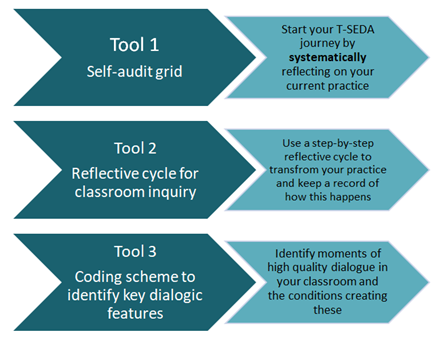 Tool 1
Self-audit grid
Start your T-SEDA
journey by
systematically
reflecting on your
current practice
Tool 2
Reflective cycle for
classroom inquiry
Use a step-by-step
reflective cycle to
transfrom your practice
and keep a record of
how this happens
Tool 3
Coding scheme to
identify key dialogic
features
Identify moments of
high quality dialogue in
your classroom and
the conditions creating
these